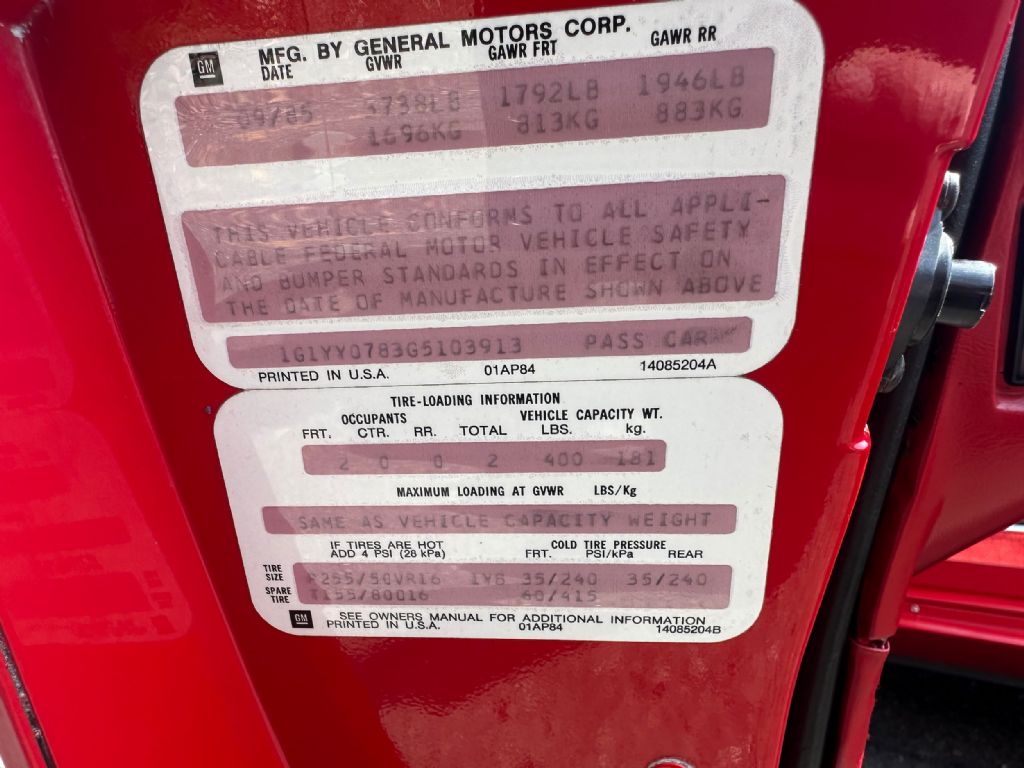 GM MFG. BY GENERAL MOTORS CORP.
DATE GVWR GAWR FRT GAWR RR
09/85 3738LB 1792LB 1946LB
1696KG 813KG 883KG
THIS VEHICLE CONFORMS TO ALL APPLI-
CABLE FEDERAL MOTOR VEHICLE SAFETY
AND BUMPER STANDARDS IN EFFECT ON
THE DATE OF MANUFACTURE SHOWN ABOVE
1G1YY0783G5103913 PASS CAR
PRINTED IN U.S.A. 01AP84 14085204A
TIRE-LOADING INFORMATION
OCCUPANTS VEHICLE CAPACITY WT.
FRT. CTR. RR. TOTAL LBS. kg.
2 0 0 2 400 181
MAXIMUM LOADING AT GVWR LBS/Kg
SAME AS VEHICLE CAPACITY WEIGHT
IF TIRES ARE HOT COLD TIRE PRESSURE
ADD 4 PSI (28 kPa) FRT. PSI/kPa REAR
TIRE SIZE P255/50VR16 1YS 35/240 35/240
SPARE TIRE T155/80D16 60/415
GM SEE OWNERS MANUAL FOR ADDITIONAL INFORMATION
PRINTED IN U.S.A. 01AP84 14085204B